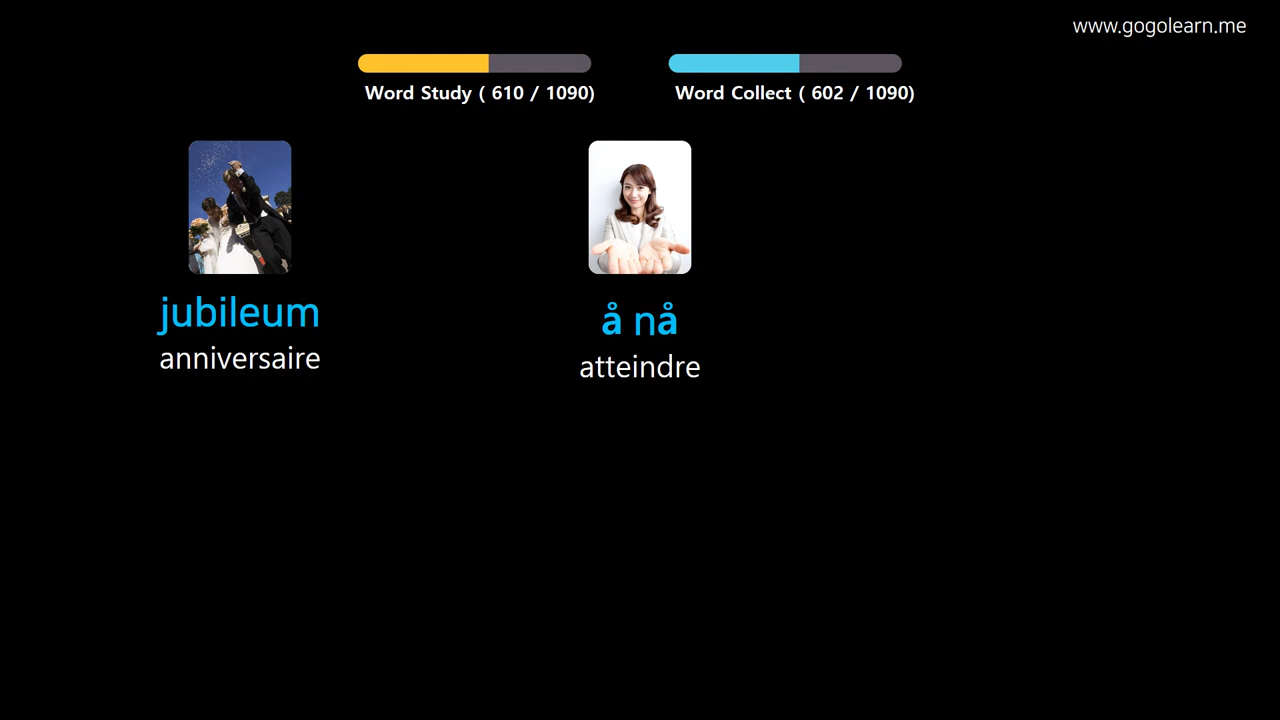 www.gogolearn.me
Word Study ( 610 / 1090)
Word Collect ( 602 / 1090)
jubileum
anniversaire
å nå
atteindre